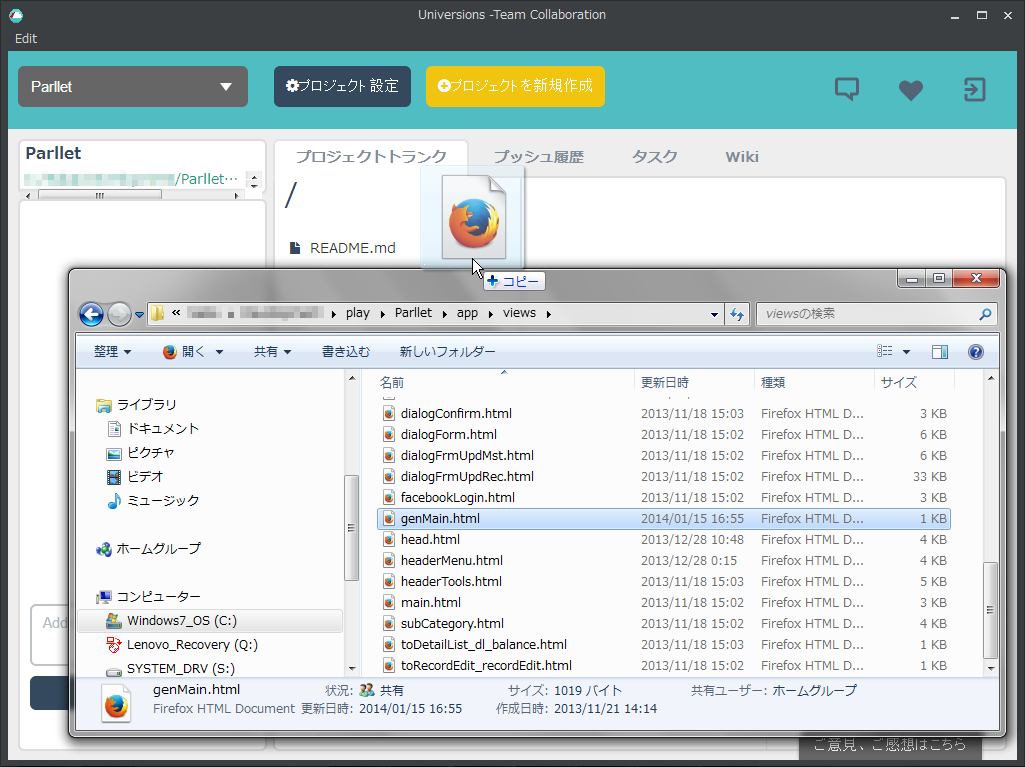 Universions -Team Collaboration
Edit
Parllet
プロジェクト 設定
プロジェクトを新規作成
Parllet
/Parllet…
プロジェクトトランク
プッシュ履歴
タスク
Wiki
/
README.md
コピー
« play Parllet app views
viewsの検索
整理
開く
共有
書き込む
新しいフォルダー
ライブラリ
ドキュメント
ピクチャ
ビデオ
ミュージック
ホームグループ
コンピューター
Windows7_OS (C:)
Lenovo_Recovery (Q:)
SYSTEM_DRV (S:)
名前 更新日時 種類 サイズ
dialogConfirm.html 2013/11/18 15:03 Firefox HTML D... 3 KB
dialogForm.html 2013/11/18 15:02 Firefox HTML D... 6 KB
dialogFrmUpdMst.html 2013/11/18 15:02 Firefox HTML D... 6 KB
dialogFrmUpdRec.html 2013/11/18 15:02 Firefox HTML D... 33 KB
facebookLogin.html 2013/11/18 15:02 Firefox HTML D... 3 KB
genMain.html 2014/01/15 16:55 Firefox HTML D... 1 KB
head.html 2013/12/28 10:48 Firefox HTML D... 4 KB
headerMenu.html 2013/12/28 0:15 Firefox HTML D... 4 KB
headerTools.html 2013/11/18 15:03 Firefox HTML D... 5 KB
main.html 2013/11/18 15:02 Firefox HTML D... 3 KB
subCategory.html 2013/11/18 15:02 Firefox HTML D... 4 KB
toDetailList_dl_balance.html 2013/11/18 15:03 Firefox HTML D... 1 KB
toRecordEdit_recordEdit.html 2013/11/18 15:02 Firefox HTML D... 1 KB
Add
genMain.html 状況: 共有 サイズ: 1019 バイト 共有ユーザー: ホームグループ
Firefox HTML Document 更新日時: 2014/01/15 16:55 作成日時: 2013/11/21 14:14
ご意見、ご感想はこちら